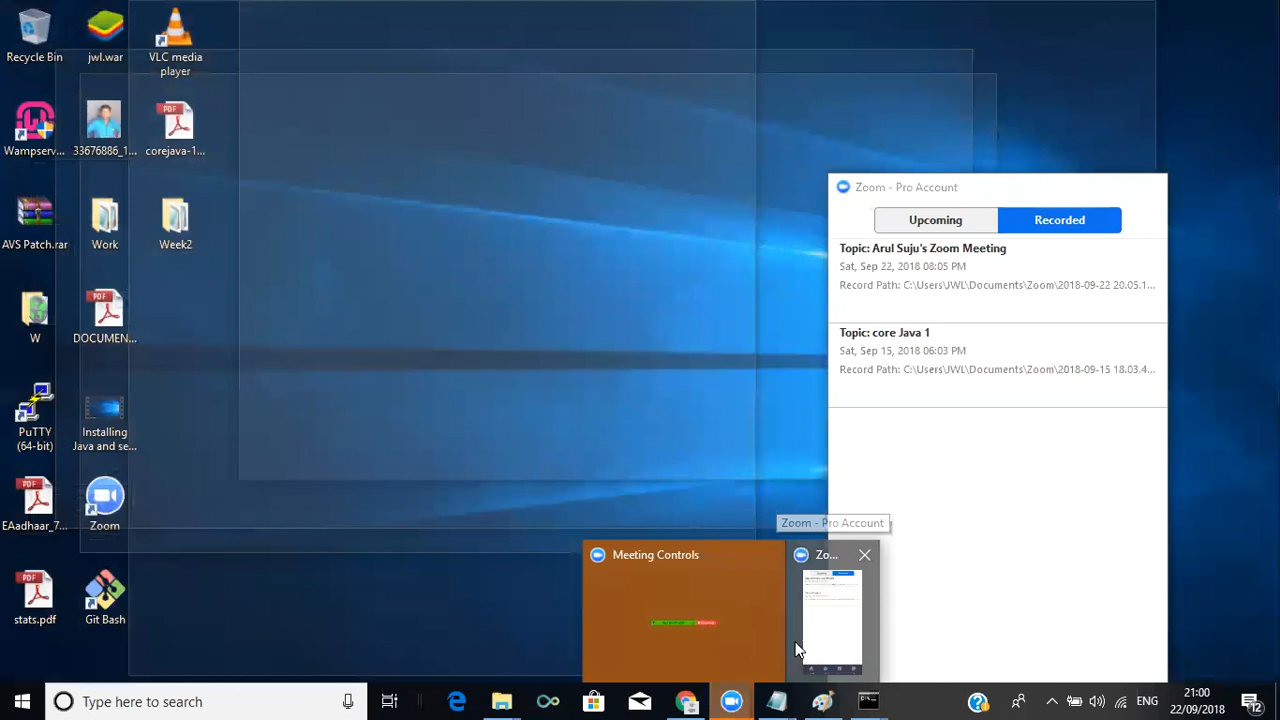 Recycle Bin
jwl.war
VLC media
player
Wampserv...
33676886_1...
corejava-1...
AVS Patch.rar
Work
Week2
W
DOCUMEN...
PuTTY
(64-bit)
Installing
Java and se...
EAadhaar_7...
Zoom
stats.pdf
Git Bash
Zoom - Pro Account
Upcoming
Recorded
Topic: Arul Suju's Zoom Meeting
Sat, Sep 22, 2018 08:05 PM
Record Path: C:\Users\JWL\Documents\Zoom\2018-09-22 20.05.1...
Topic: core Java 1
Sat, Sep 15, 2018 06:03 PM
Record Path: C:\Users\JWL\Documents\Zoom\2018-09-15 18.03.4...
Zoom - Pro Account
Meeting Controls
Zo...
Type here to search
ENG
21:00
22/09/2018
12